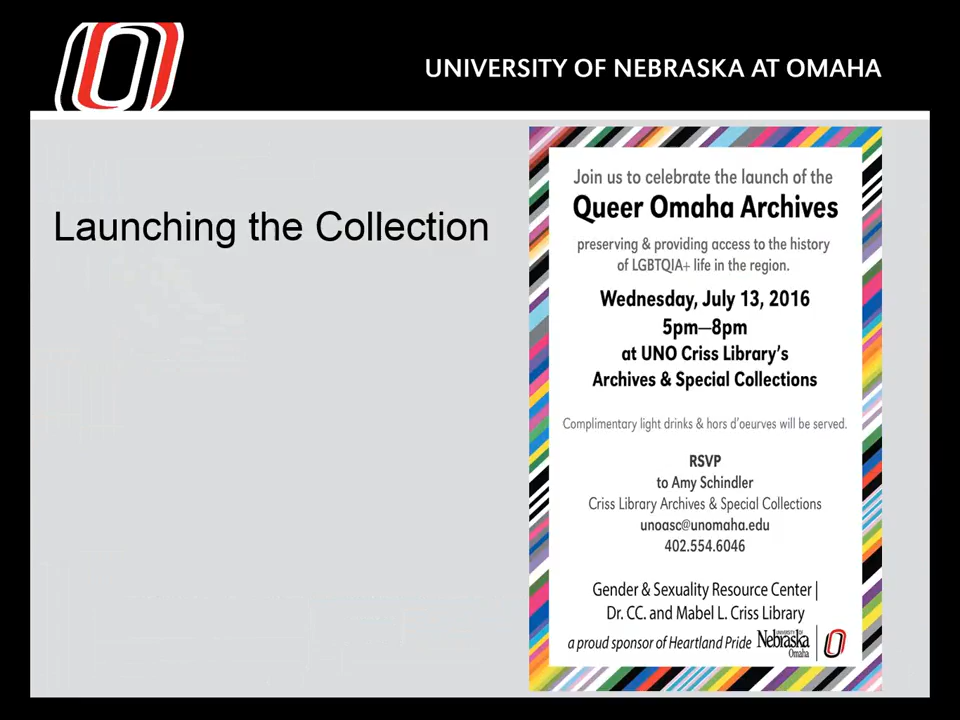 UNIVERSITY OF NEBRASKA AT OMAHA
Launching the Collection
Join us to celebrate the launch of the
Queer Omaha Archives
preserving & providing access to the history
of LGBTQIA+ life in the region.
Wednesday, July 13, 2016
5pm—8pm
at UNO Criss Library's
Archives & Special Collections
Complimentary light drinks & hors d'oeurves will be served.
RSVP
to Amy Schindler
Criss Library Archives & Special Collections
unoasc@unomaha.edu
402.554.6046
Gender & Sexuality Resource Center |
Dr. CC. and Mabel L. Criss Library
a proud sponsor of Heartland Pride
UNIVERSITY OF
Nebraska
Omaha